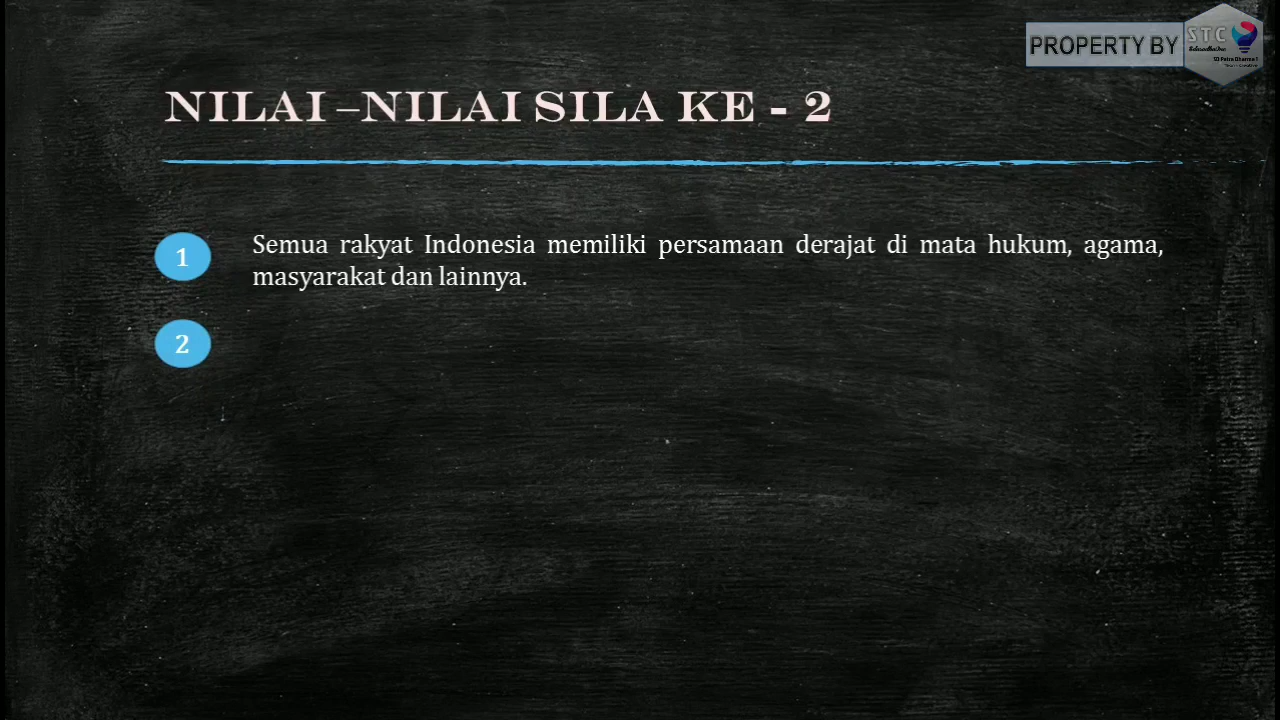 PROPERTY BY
STC
NILAI –NILAI SILA KE - 2
1
Semua rakyat Indonesia memiliki persamaan derajat di mata hukum, agama,
masyarakat dan lainnya.
2